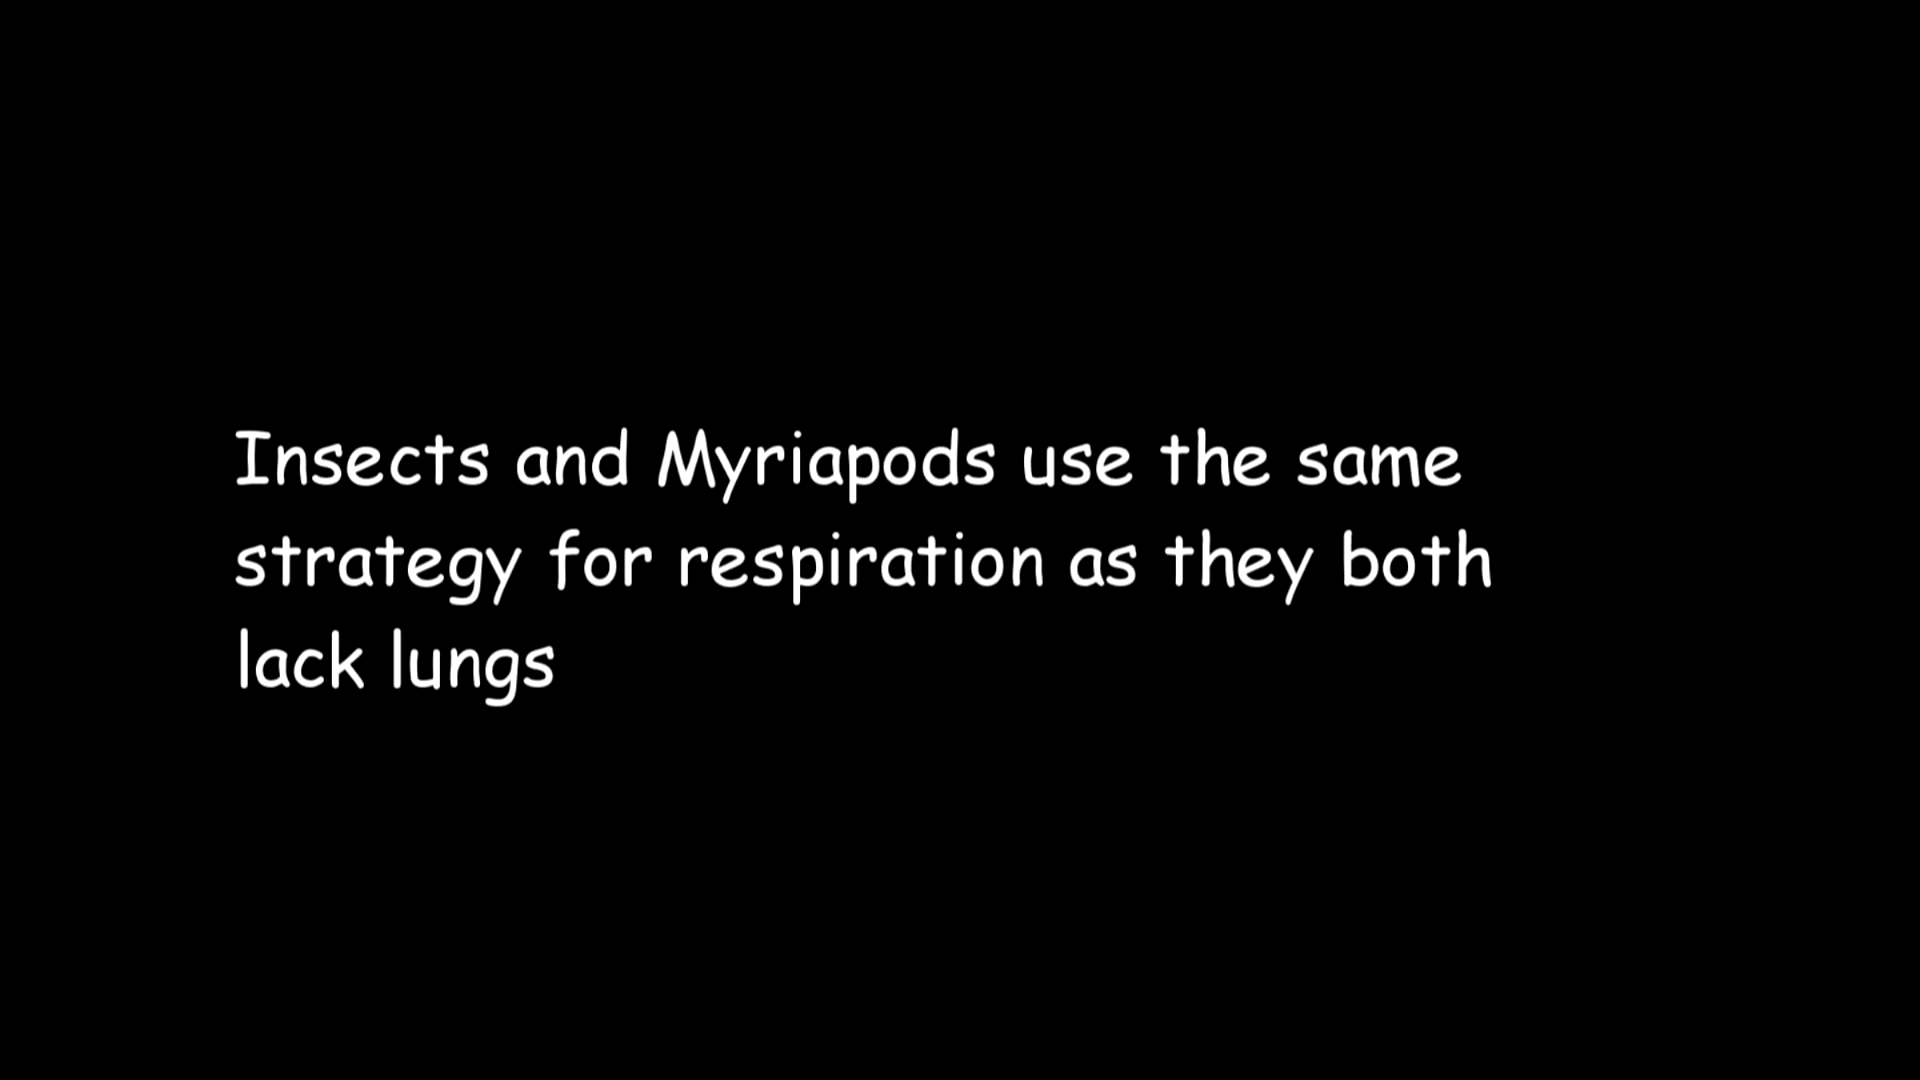 Insects and Myriapods use the same
strategy for respiration as they both
lack lungs